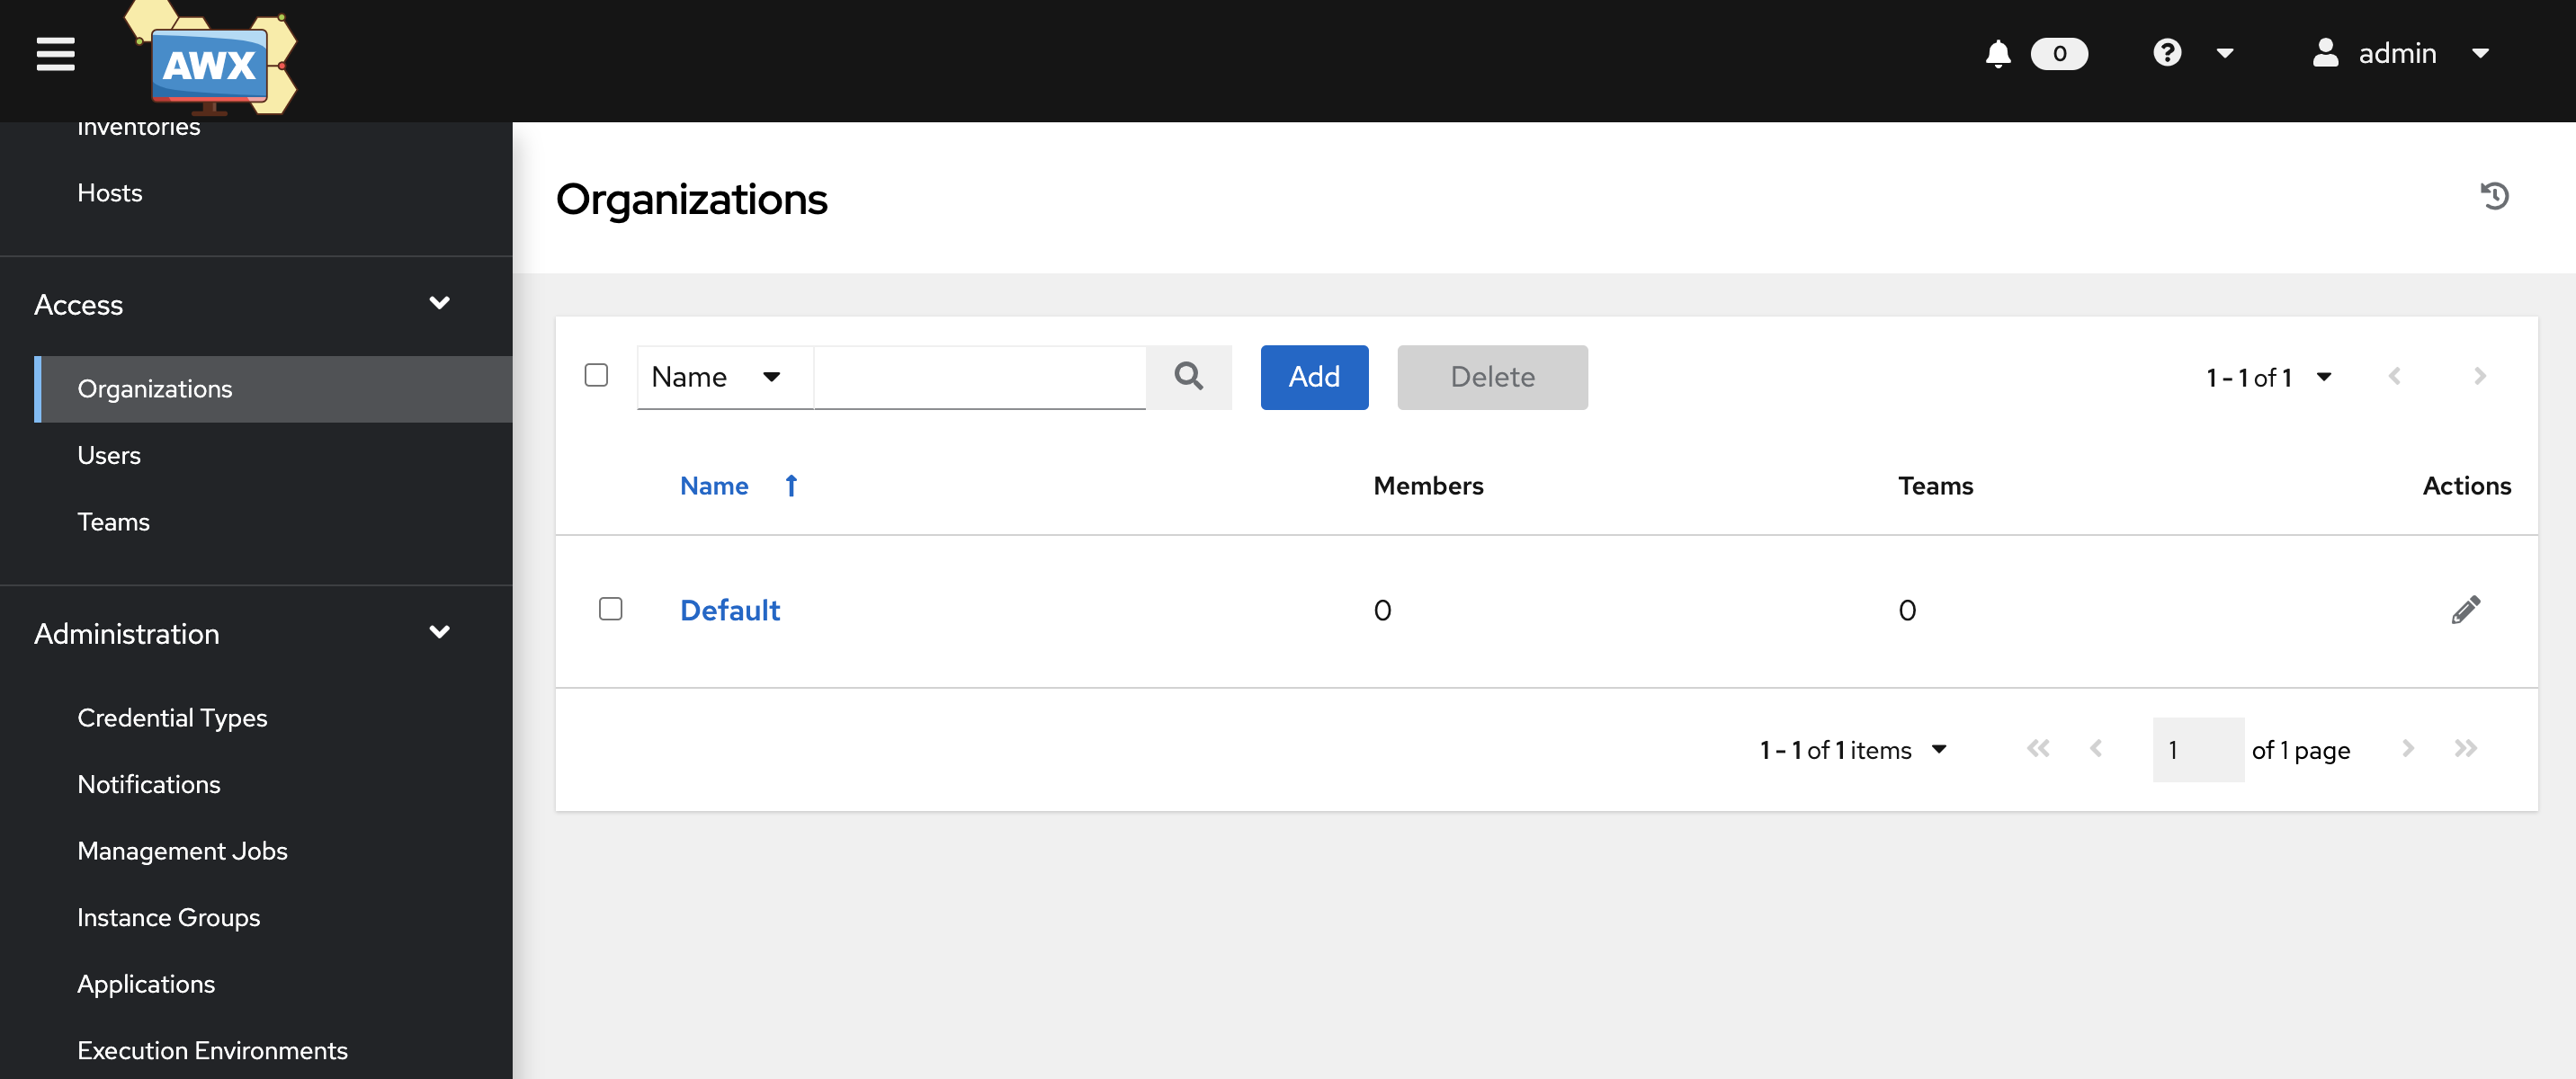 AWX
0
admin
Inventories
Hosts
Access
Organizations
Users
Teams
Administration
Credential Types
Notifications
Management Jobs
Instance Groups
Applications
Execution Environments
Organizations
Name
Add
Delete
1 - 1 of 1
Name
Members
Teams
Actions
Default
0
0
1 - 1 of 1 items
1
of 1 page